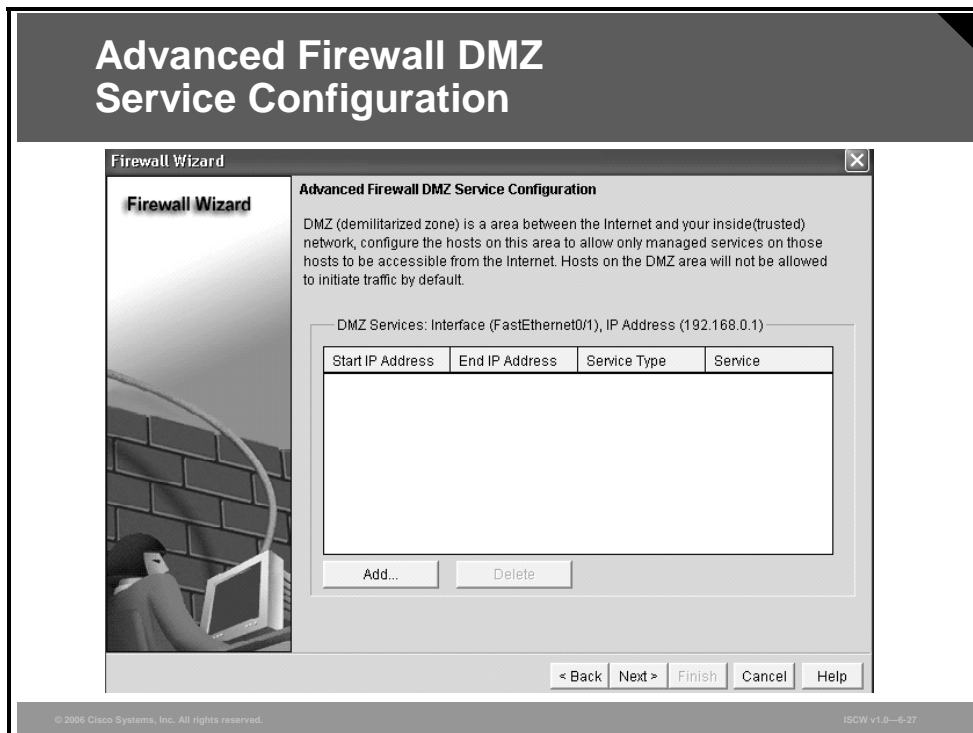 Advanced Firewall DMZ
Service Configuration
Firewall Wizard
Firewall Wizard
Advanced Firewall DMZ Service Configuration
DMZ (demilitarized zone) is a area between the Internet and your inside(trusted)
network, configure the hosts on this area to allow only managed services on those
hosts to be accessible from the Internet. Hosts on the DMZ area will not be allowed
to initiate traffic by default.
DMZ Services: Interface (FastEthernet0/1), IP Address (192.168.0.1)
Start IP Address End IP Address Service Type Service
Add... Delete
< Back Next > Finish Cancel Help
© 2006 Cisco Systems, Inc. All rights reserved. ISCW v1.0—6-27